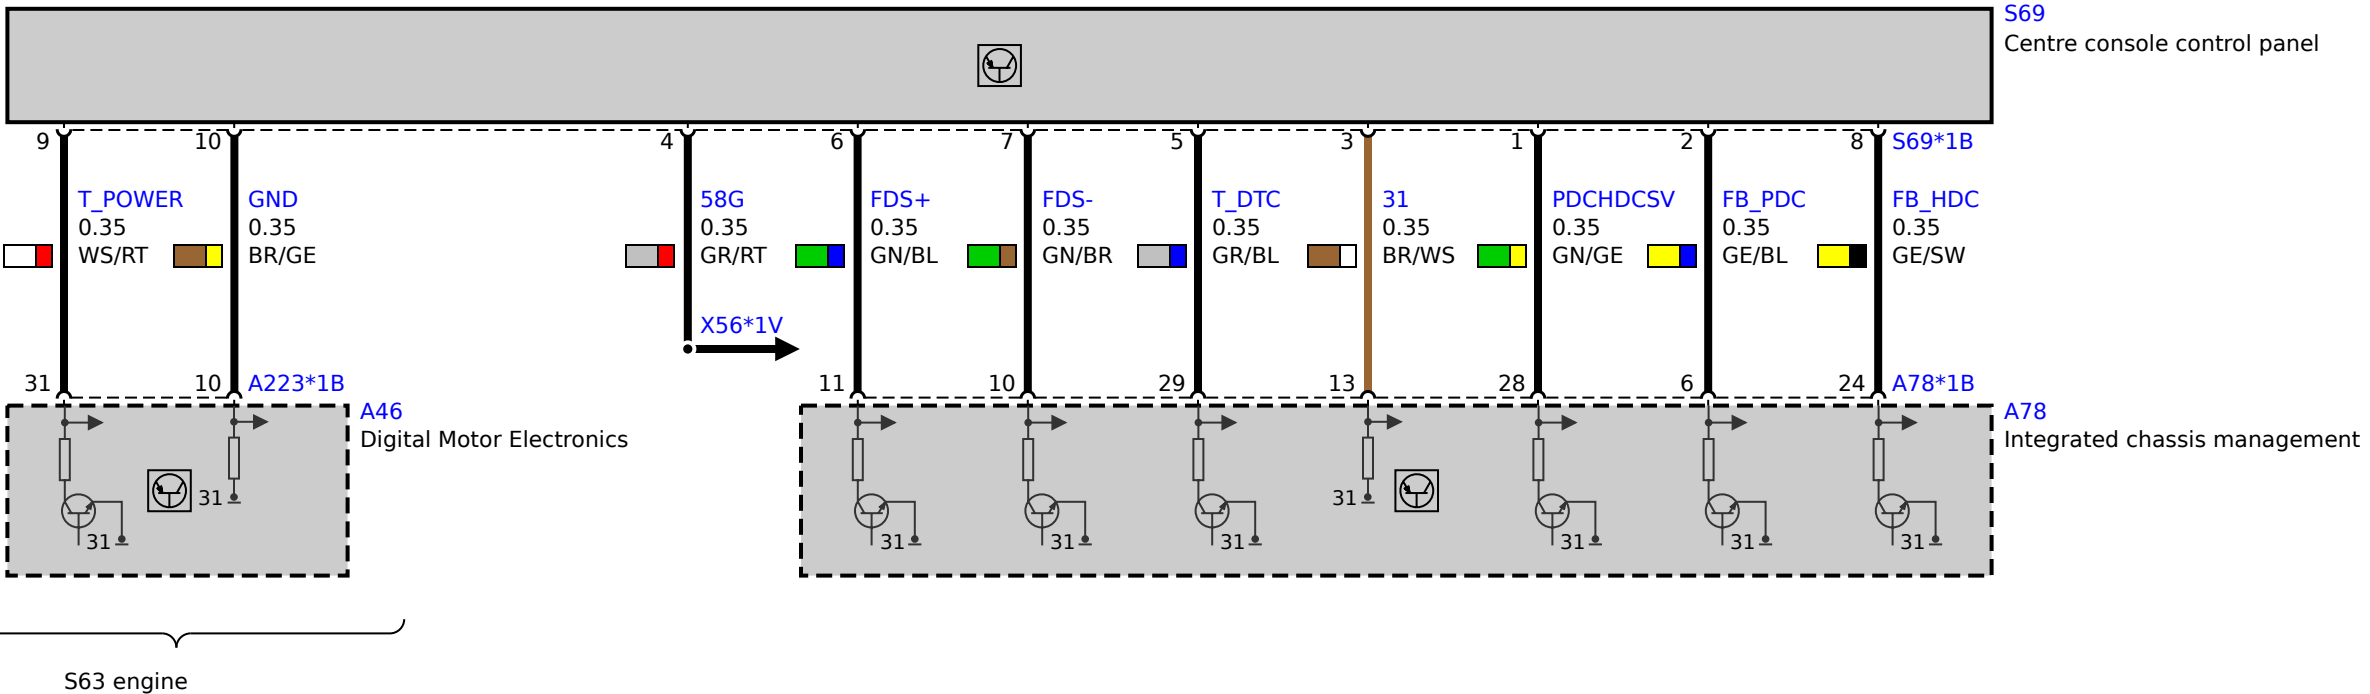 S69
Centre console control panel
9 10 4 6 7 5 3 1 2 8 S69*1B
T_POWER GND 58G FDS+ FDS- T_DTC 31 PDCHDCSV FB_PDC FB_HDC
0.35 0.35 0.35 0.35 0.35 0.35 0.35 0.35 0.35 0.35
WS/RT BR/GE GR/RT GN/BL GN/BR GR/BL BR/WS GN/GE GE/BL GE/SW
X56*1V
31 10 A223*1B 11 10 29 13 28 6 24 A78*1B
A46 A78
Digital Motor Electronics Integrated chassis management
31 31
31 31 31 31 31 31 31
S63 engine